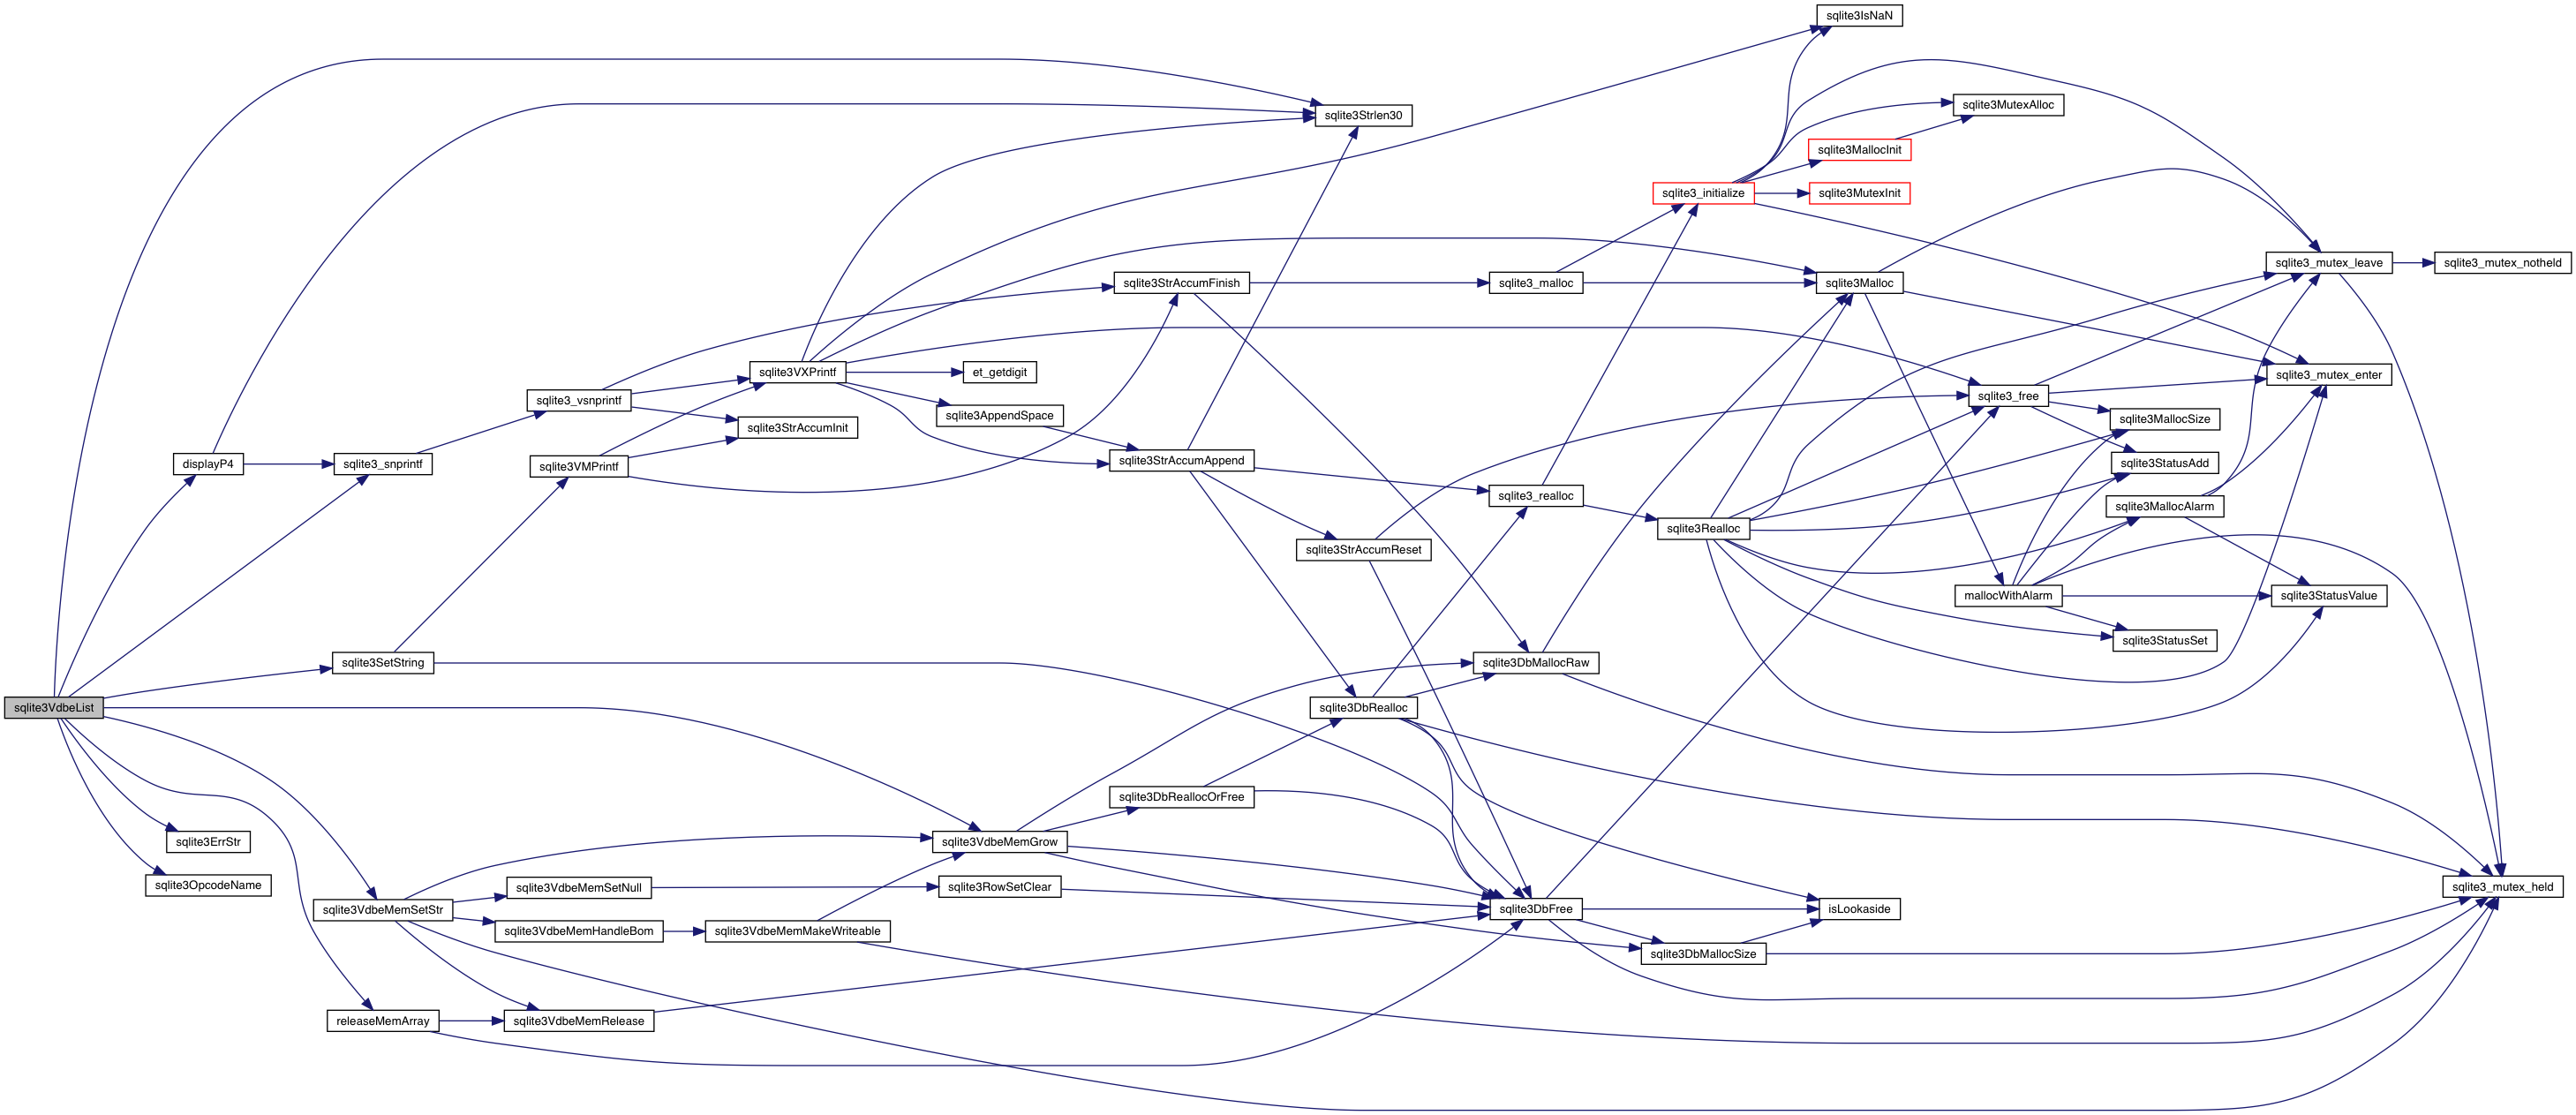 sqlite3IsNaN
sqlite3Strlen30
sqlite3MutexAlloc
sqlite3MallocInit
sqlite3_initialize
sqlite3MutexInit
sqlite3_mutex_leave
sqlite3_mutex_notheld
sqlite3StrAccumFinish
sqlite3_malloc
sqlite3Malloc
sqlite3VXPrintf
et_getdigit
sqlite3_mutex_enter
sqlite3_vsnprintf
sqlite3_free
sqlite3AppendSpace
sqlite3StrAccumInit
sqlite3MallocSize
displayP4
sqlite3_snprintf
sqlite3VMPrintf
sqlite3StrAccumAppend
sqlite3StatusAdd
sqlite3_realloc
sqlite3MallocAlarm
sqlite3Realloc
sqlite3StrAccumReset
mallocWithAlarm
sqlite3StatusValue
sqlite3StatusSet
sqlite3SetString
sqlite3DbMallocRaw
sqlite3VdbeList
sqlite3DbRealloc
sqlite3DbReallocOrFree
sqlite3ErrStr
sqlite3VdbeMemGrow
sqlite3OpcodeName
sqlite3VdbeMemSetNull
sqlite3RowSetClear
sqlite3_mutex_held
sqlite3VdbeMemSetStr
sqlite3DbFree
isLookaside
sqlite3VdbeMemHandleBom
sqlite3VdbeMemMakeWriteable
sqlite3DbMallocSize
releaseMemArray
sqlite3VdbeMemRelease